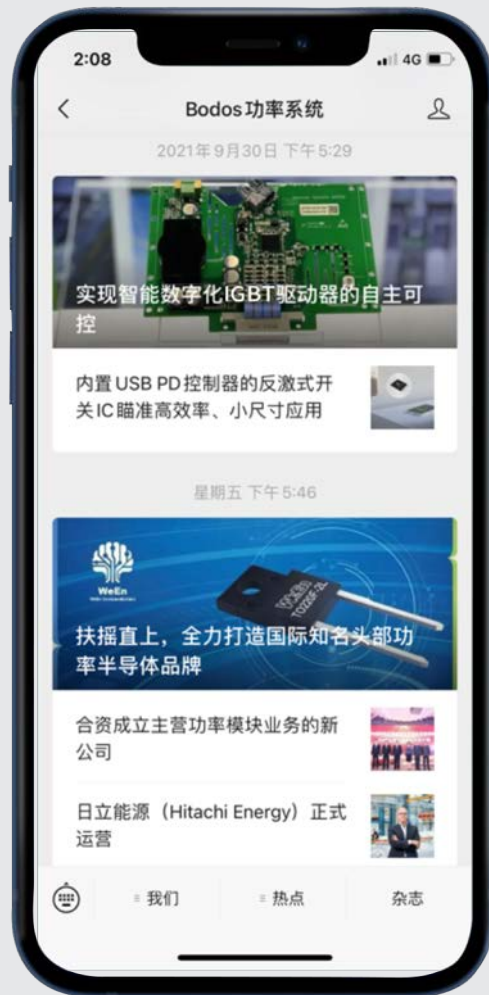 2:08
4G
Bodos功率系统
2021年9月30日 下午5:29
实现智能数字化IGBT驱动器的自主可
控
内置USB PD控制器的反激式开
关IC瞄准高效率、小尺寸应用
星期五 下午5:46
WeEn
TO220F-2L
扶摇直上，全力打造国际知名头部功
率半导体品牌
合资成立主营功率模块业务的新
公司
日立能源（Hitachi Energy）正式
运营
我们
热点
杂志